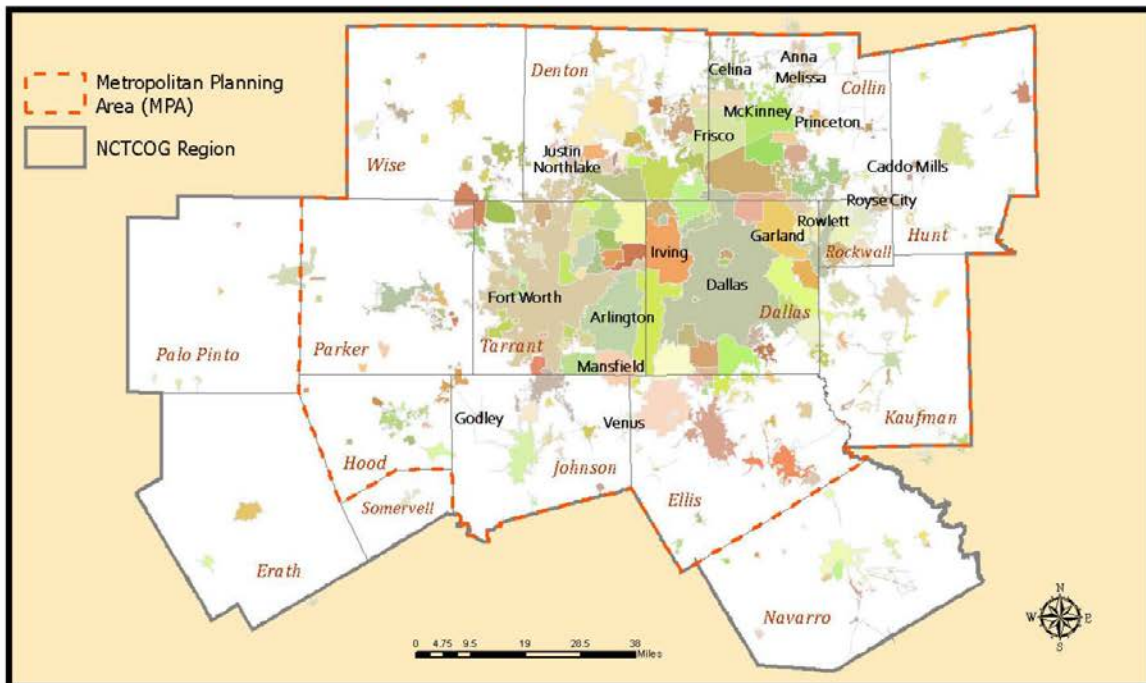 Metropolitan Planning
Area (MPA)
NCTCOG Region
Denton
Celina
Anna
Melissa
Collin
McKinney
Princeton
Frisco
Wise
Justin
Northlake
Caddo Mills
Royse City
Rowlett
Garland
Rockwall
Hunt
Irving
Dallas
Fort Worth
Arlington
Dallas
Palo Pinto
Parker
Tarrant
Mansfield
Kaufman
Godley
Venus
Hood
Johnson
Ellis
Somervell
Erath
Navarro
N
W E
S
0 4.75 9.5 19 28.5 38
Miles